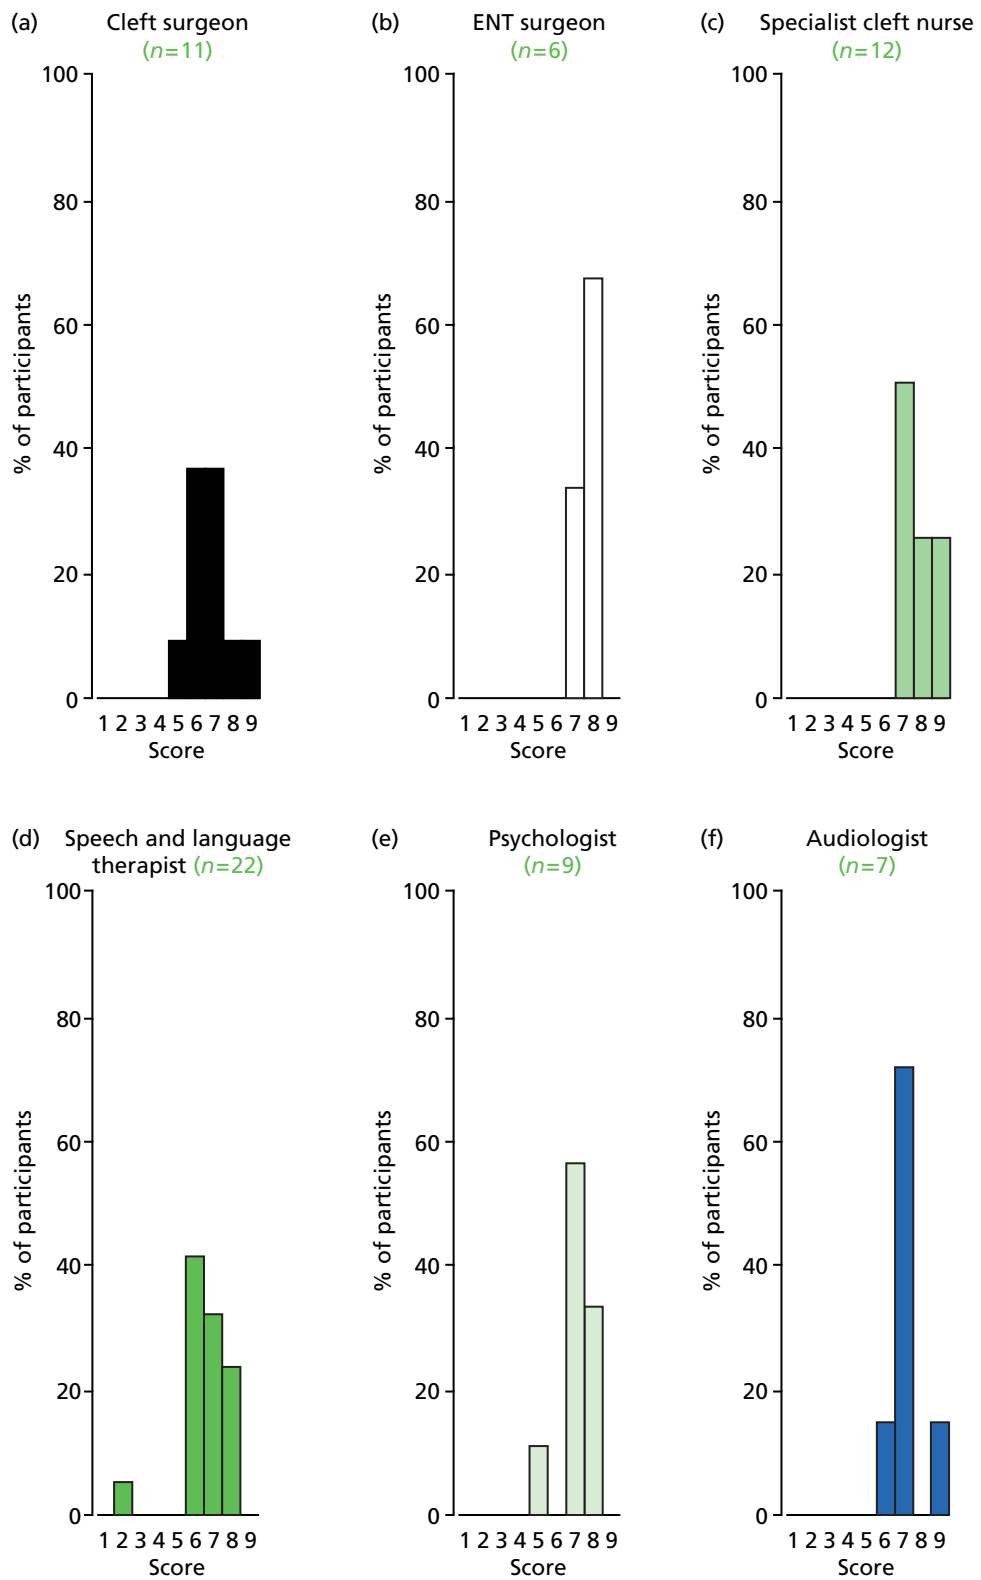 (a) Cleft surgeon
(n=11)
100
80
60
40
20
0
% of participants
1 2 3 4 5 6 7 8 9
Score
(b) ENT surgeon
(n=6)
100
80
60
40
20
0
% of participants
1 2 3 4 5 6 7 8 9
Score
(c) Specialist cleft nurse
(n=12)
100
80
60
40
20
0
% of participants
1 2 3 4 5 6 7 8 9
Score
(d) Speech and language
therapist (n=22)
100
80
60
40
20
0
% of participants
1 2 3 4 5 6 7 8 9
Score
(e) Psychologist
(n=9)
100
80
60
40
20
0
% of participants
1 2 3 4 5 6 7 8 9
Score
(f) Audiologist
(n=7)
100
80
60
40
20
0
% of participants
1 2 3 4 5 6 7 8 9
Score